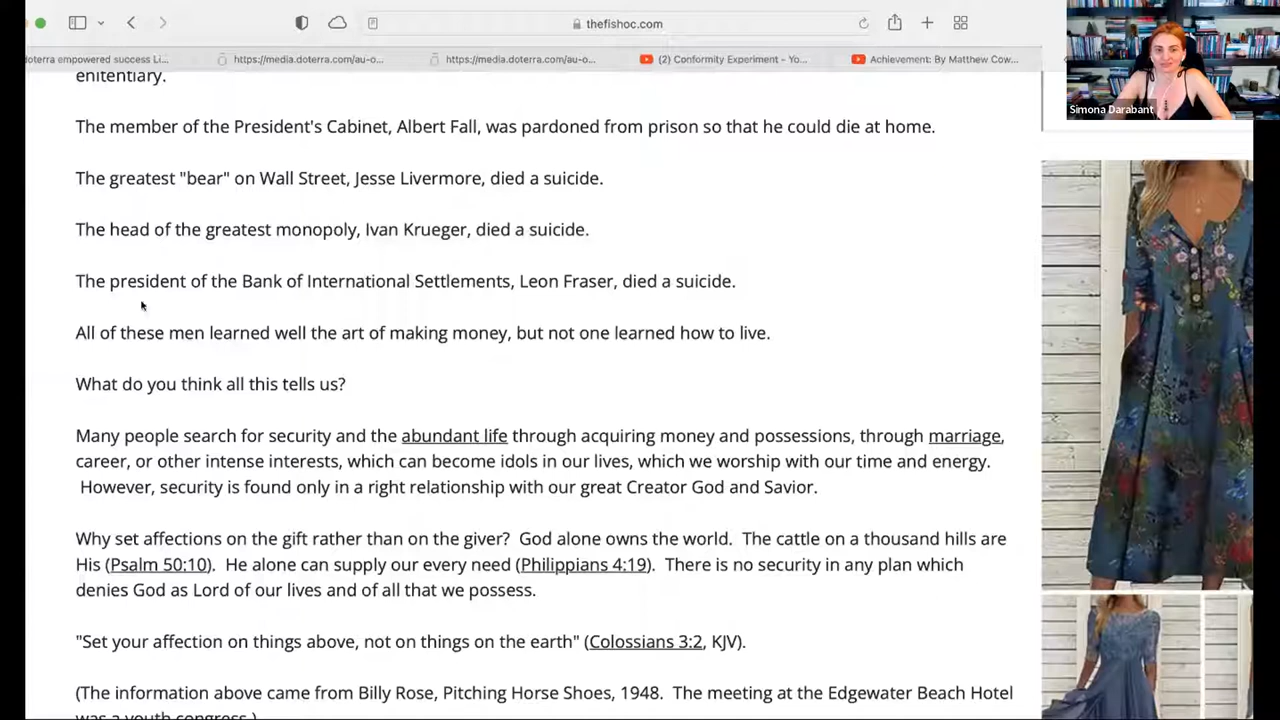 thefishoc.com
doterra empowered success Li...
https://media.doterra.com/au-o...
https://media.doterra.com/au-o...
(2) Conformity Experiment - Yo...
Achievement: By Matthew Cow...
Simona Darabant
enitentiary.
The member of the President's Cabinet, Albert Fall, was pardoned from prison so that he could die at home.
The greatest "bear" on Wall Street, Jesse Livermore, died a suicide.
The head of the greatest monopoly, Ivan Krueger, died a suicide.
The president of the Bank of International Settlements, Leon Fraser, died a suicide.
All of these men learned well the art of making money, but not one learned how to live.
What do you think all this tells us?
Many people search for security and the abundant life through acquiring money and possessions, through marriage,
career, or other intense interests, which can become idols in our lives, which we worship with our time and energy.
However, security is found only in a right relationship with our great Creator God and Savior.
Why set affections on the gift rather than on the giver?  God alone owns the world.  The cattle on a thousand hills are
His (Psalm 50:10).  He alone can supply our every need (Philippians 4:19).  There is no security in any plan which
denies God as Lord of our lives and of all that we possess.
"Set your affection on things above, not on things on the earth" (Colossians 3:2, KJV).
(The information above came from Billy Rose, Pitching Horse Shoes, 1948.  The meeting at the Edgewater Beach Hotel
was a youth congress.)